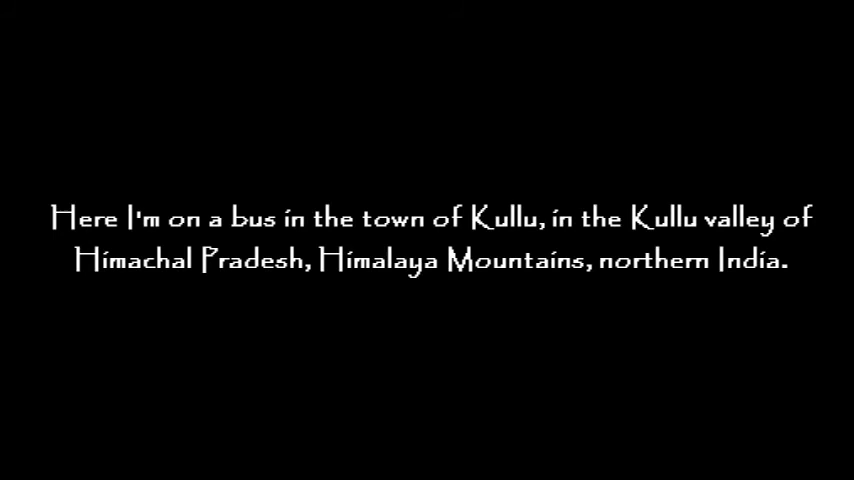 Here I'm on a bus in the town of Kullu, in the Kullu valley of
Himachal Pradesh, Himalaya Mountains, northern India.